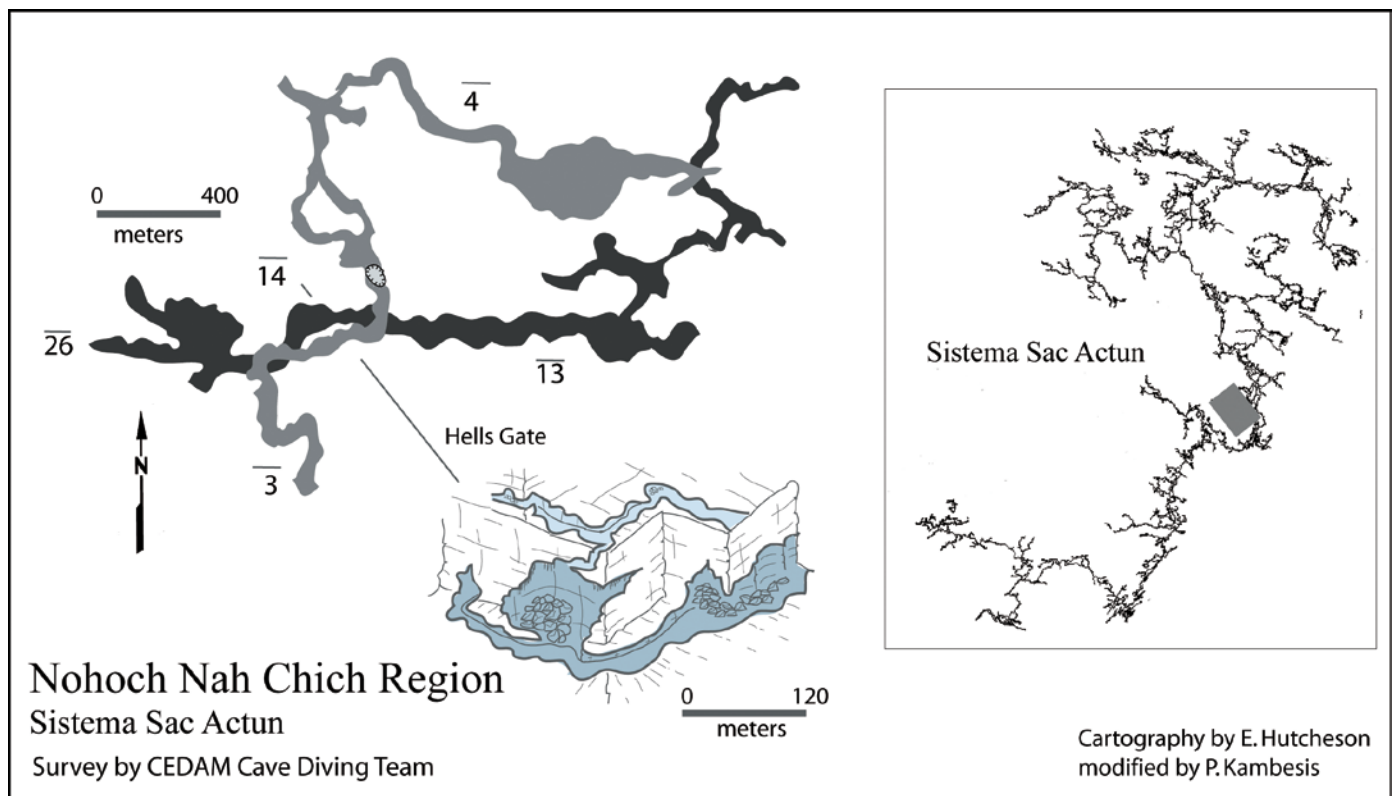 4
0 400
meters
14
26
13
Hells Gate
N
3
Sistema Sac Actun
0 120
meters
Nohoch Nah Chich Region
Sistema Sac Actun
Survey by CEDAM Cave Diving Team
Cartography by E. Hutcheson
modified by P. Kambesis